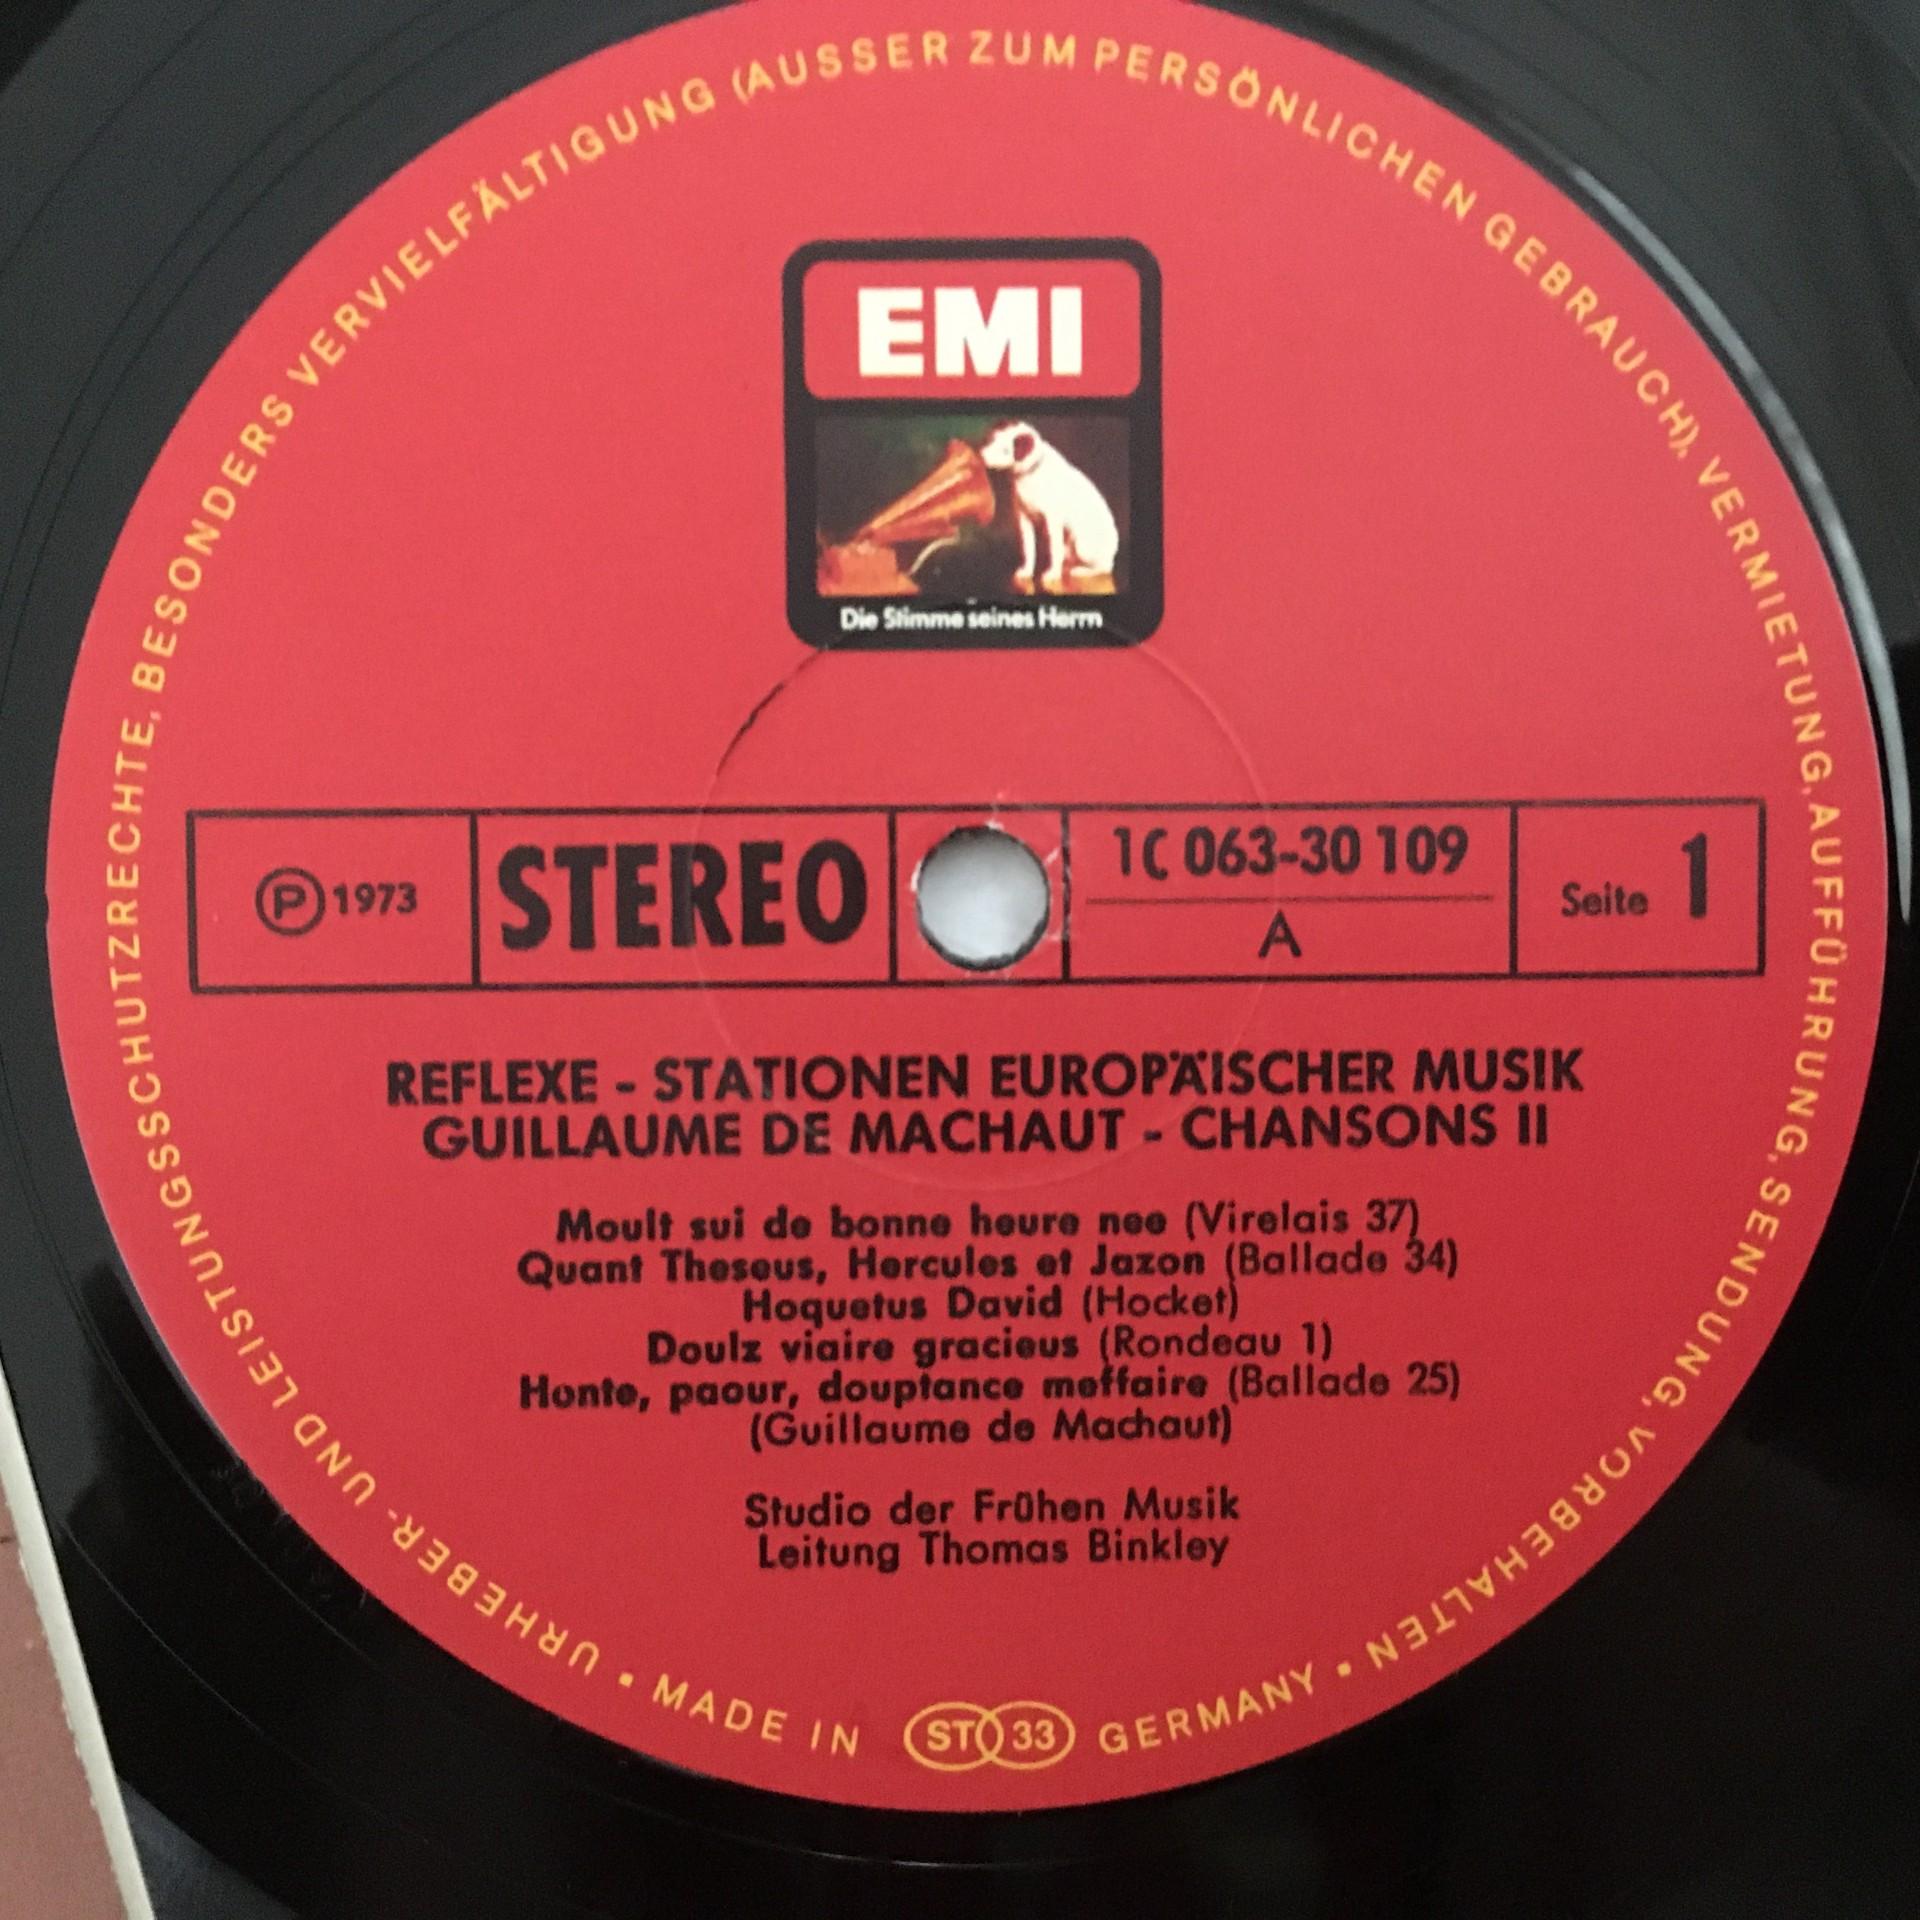 URHEBER- UND LEISTUNGSSCHUTZRECHTE, BESONDERS VERVIELFÄLTIGUNG (AUSSER ZUM PERSÖNLICHEN GEBRAUCH), VERMIETUNG, AUFFÜHRUNG, SENDUNG, VORBEHALTEN •
EMI
Die Stimme seines Herrn
Ⓟ 1973
STEREO
1C 063-30 109
A
Seite 1
REFLEXE - STATIONEN EUROPÄISCHER MUSIK
GUILLAUME DE MACHAUT - CHANSONS II
Moult sui de bonne heure nee (Virelais 37)
Quant Theseus, Hercules et Jazon (Ballade 34)
Hoquetus David (Hocket)
Doulz viaire gracieus (Rondeau 1)
Honte, paour, douptance meffaire (Ballade 25)
(Guillaume de Machaut)
Studio der Frühen Musik
Leitung Thomas Binkley
• MADE IN ST 33 GERMANY